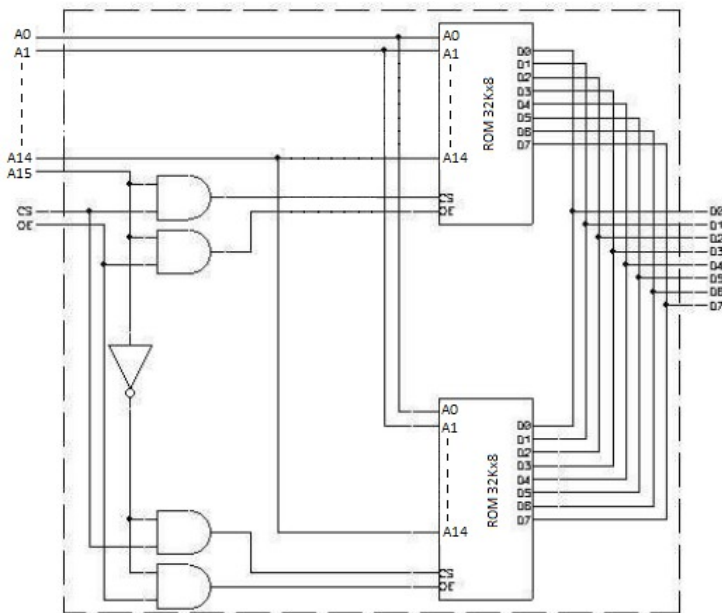 A0
A1
A14
A15
CS
OE
A0
A1
A14
CS
OE
ROM 32Kx8
D0
D1
D2
D3
D4
D5
D6
D7
D0
D1
D2
D3
D4
D5
D6
D7
A0
A1
A14
CS
OE
ROM 32Kx8
D0
D1
D2
D3
D4
D5
D6
D7